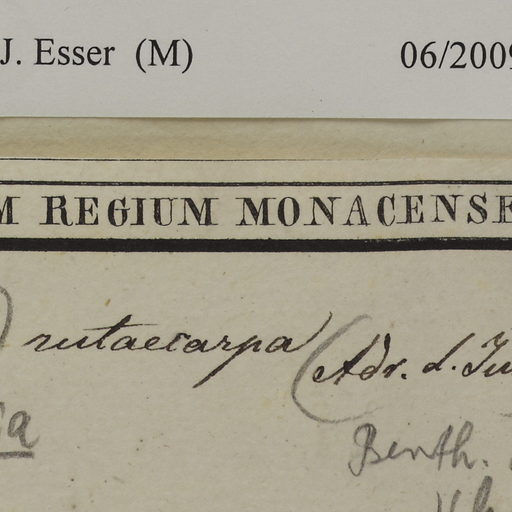 J. Esser (M) 06/2009
M REGIUM MONACENSE
) rutaecarpa (Adr. d. Ju
a Benth.